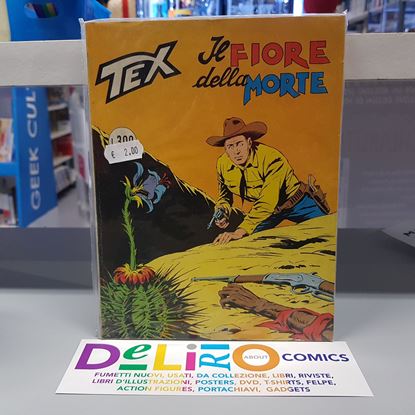 TEX
Il FIORE
della MORTE
L.300
€ 2.00
GEEK CUL
DeLiRiO ABOUT COMICS
FUMETTI NUOVI, USATI, DA COLLEZIONE, LIBRI, RIVISTE,
LIBRI D'ILLUSTRAZIONI, POSTERS, DVD, T-SHIRTS, FELPE,
ACTION FIGURES, PORTACHIAVI, GADGETS